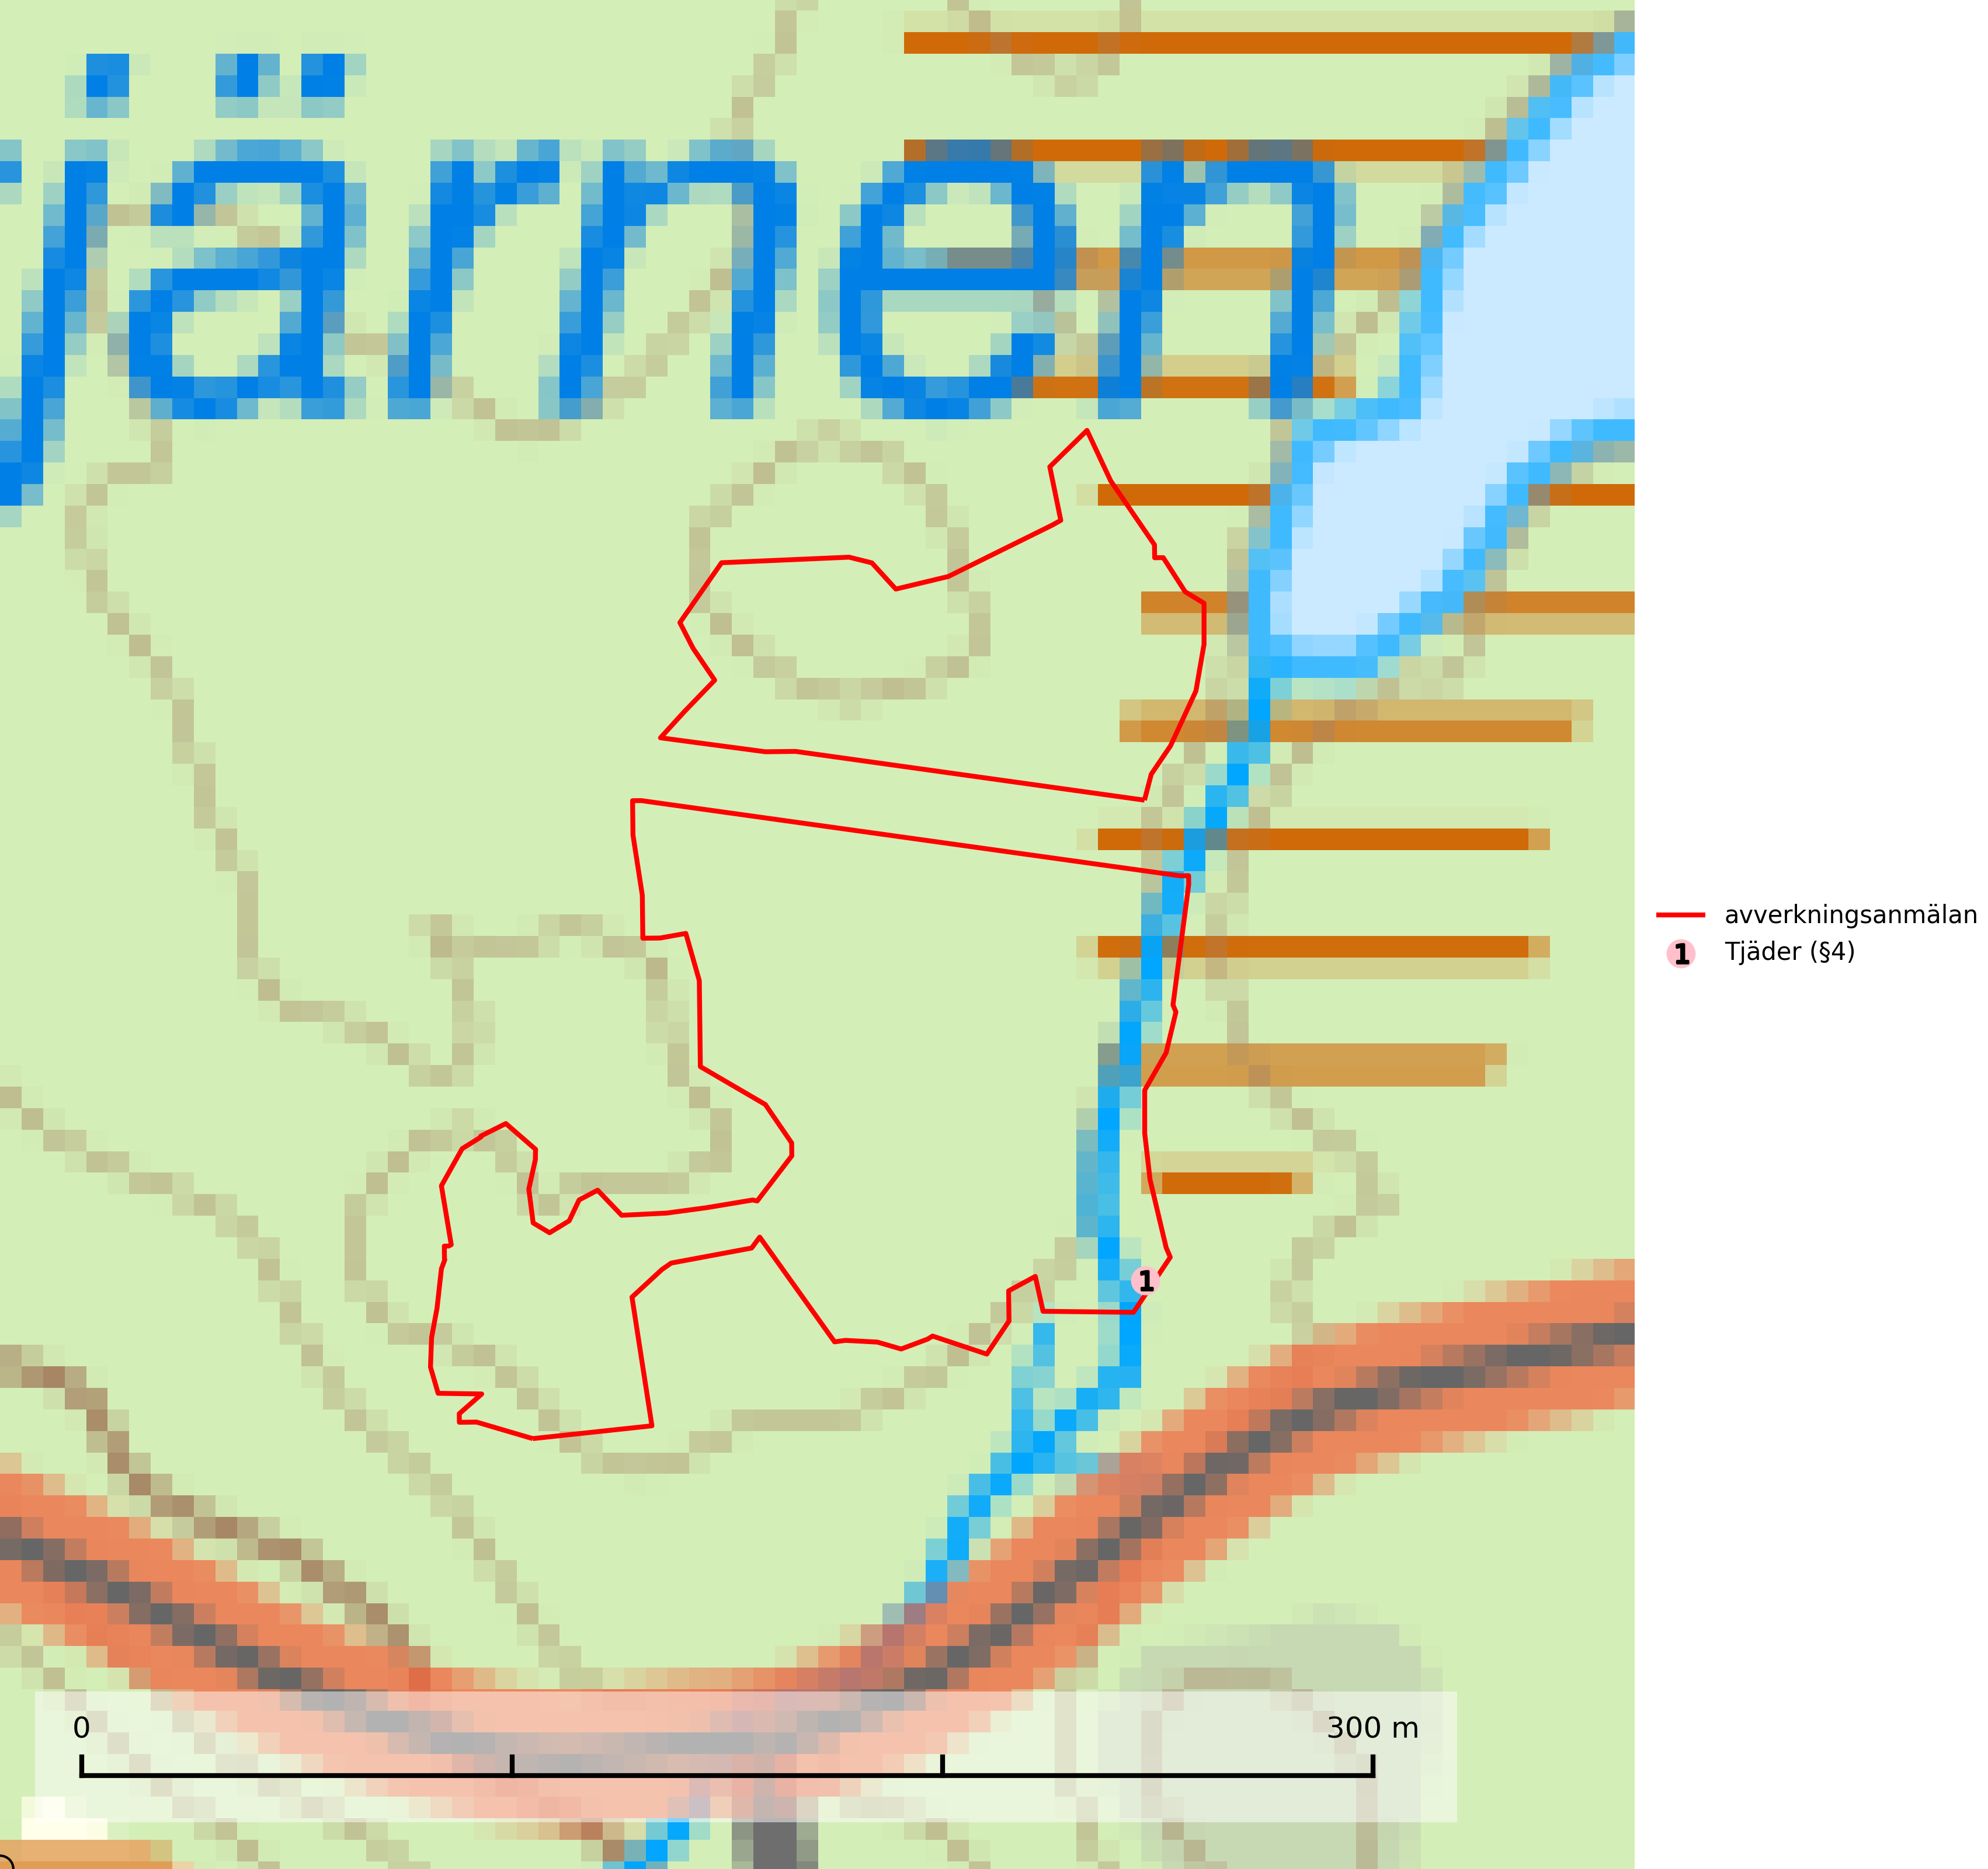 järnen
avverkningsanmälan
1 Tjäder (§4)
1
0 300 m